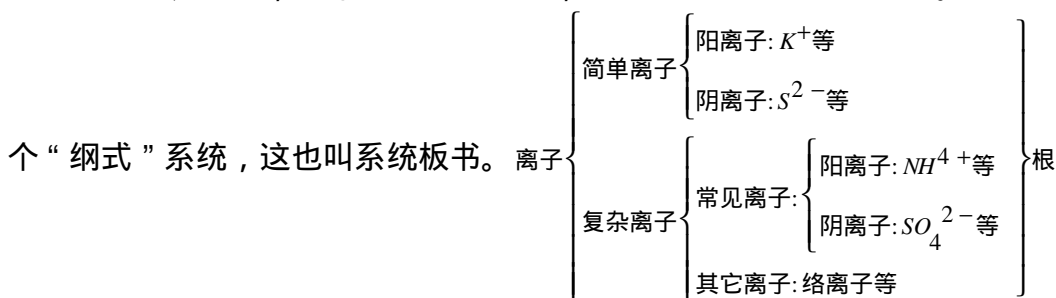 阳离子: K⁺等
简单离子
阴离子: S² ⁻等
个“纲式”系统，这也叫系统板书。离子
阳离子: NH⁴ ⁺等
根
常见离子:
复杂离子
阴离子: SO₄² ⁻等
其它离子: 络离子等